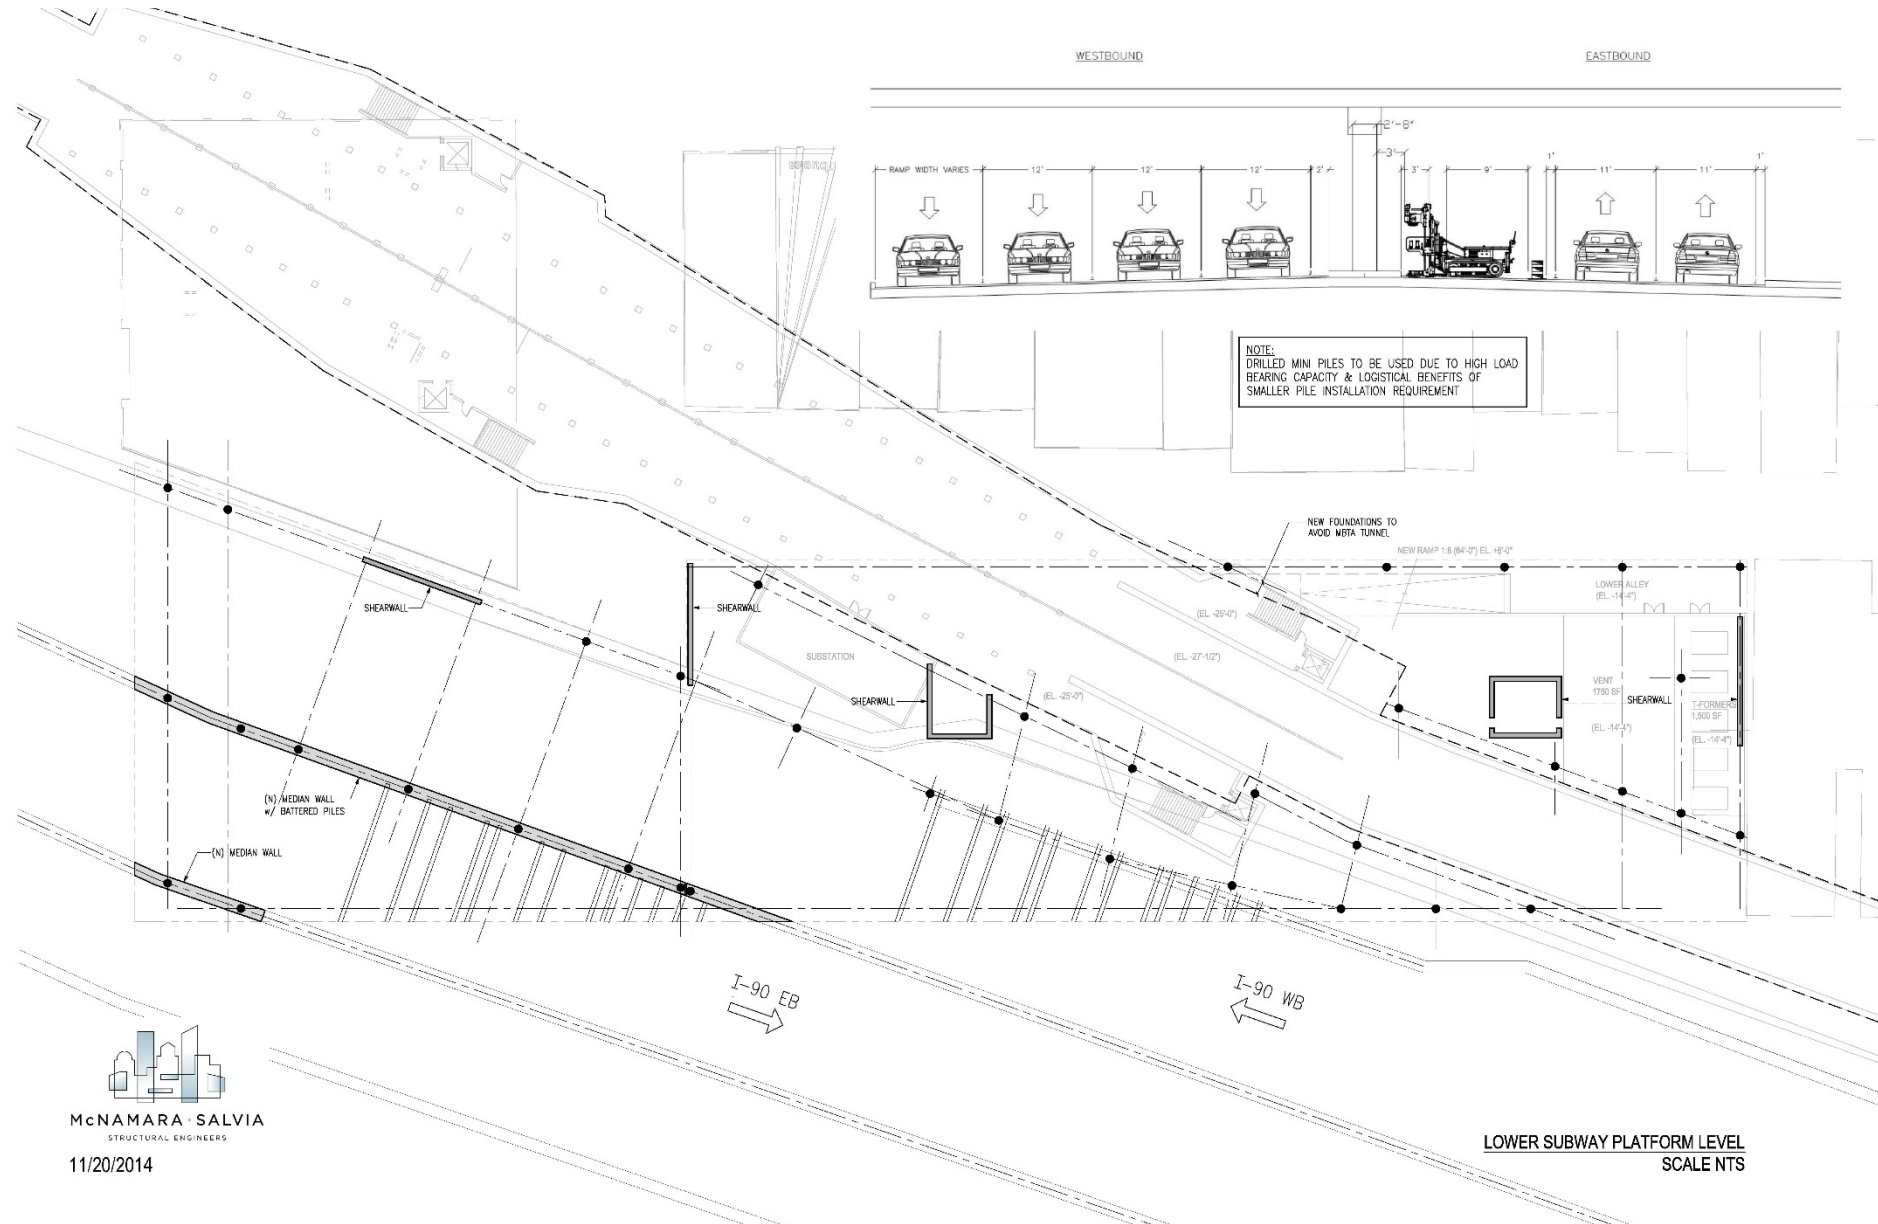 WESTBOUND
EASTBOUND
2'-6"
3'
RAMP WIDTH VARIES
12'
12'
12'
2'
3'
9'
1'
11'
11'
1'
NOTE:
DRILLED MINI PILES TO BE USED DUE TO HIGH LOAD
BEARING CAPACITY & LOGISTICAL BENEFITS OF
SMALLER PILE INSTALLATION REQUIREMENT
NEW FOUNDATIONS TO
AVOID MBTA TUNNEL
NEW RAMP 1:6 (64'-0") EL. +6'-0"
LOWER ALLEY
(EL. -14'-4")
SHEARWALL
SHEARWALL
(EL. -25'-0")
SUBSTATION
(EL. -27'-1/2")
(EL. -25'-0")
SHEARWALL
VENT
1750 SF
(EL. -14'-4")
SHEARWALL
T-FORMERS
1,500 SF
(EL. -14'-4")
(N) MEDIAN WALL
w/ BATTERED PILES
(N) MEDIAN WALL
I-90 EB
I-90 WB
McNAMARA · SALVIA
STRUCTURAL ENGINEERS
11/20/2014
LOWER SUBWAY PLATFORM LEVEL
SCALE NTS